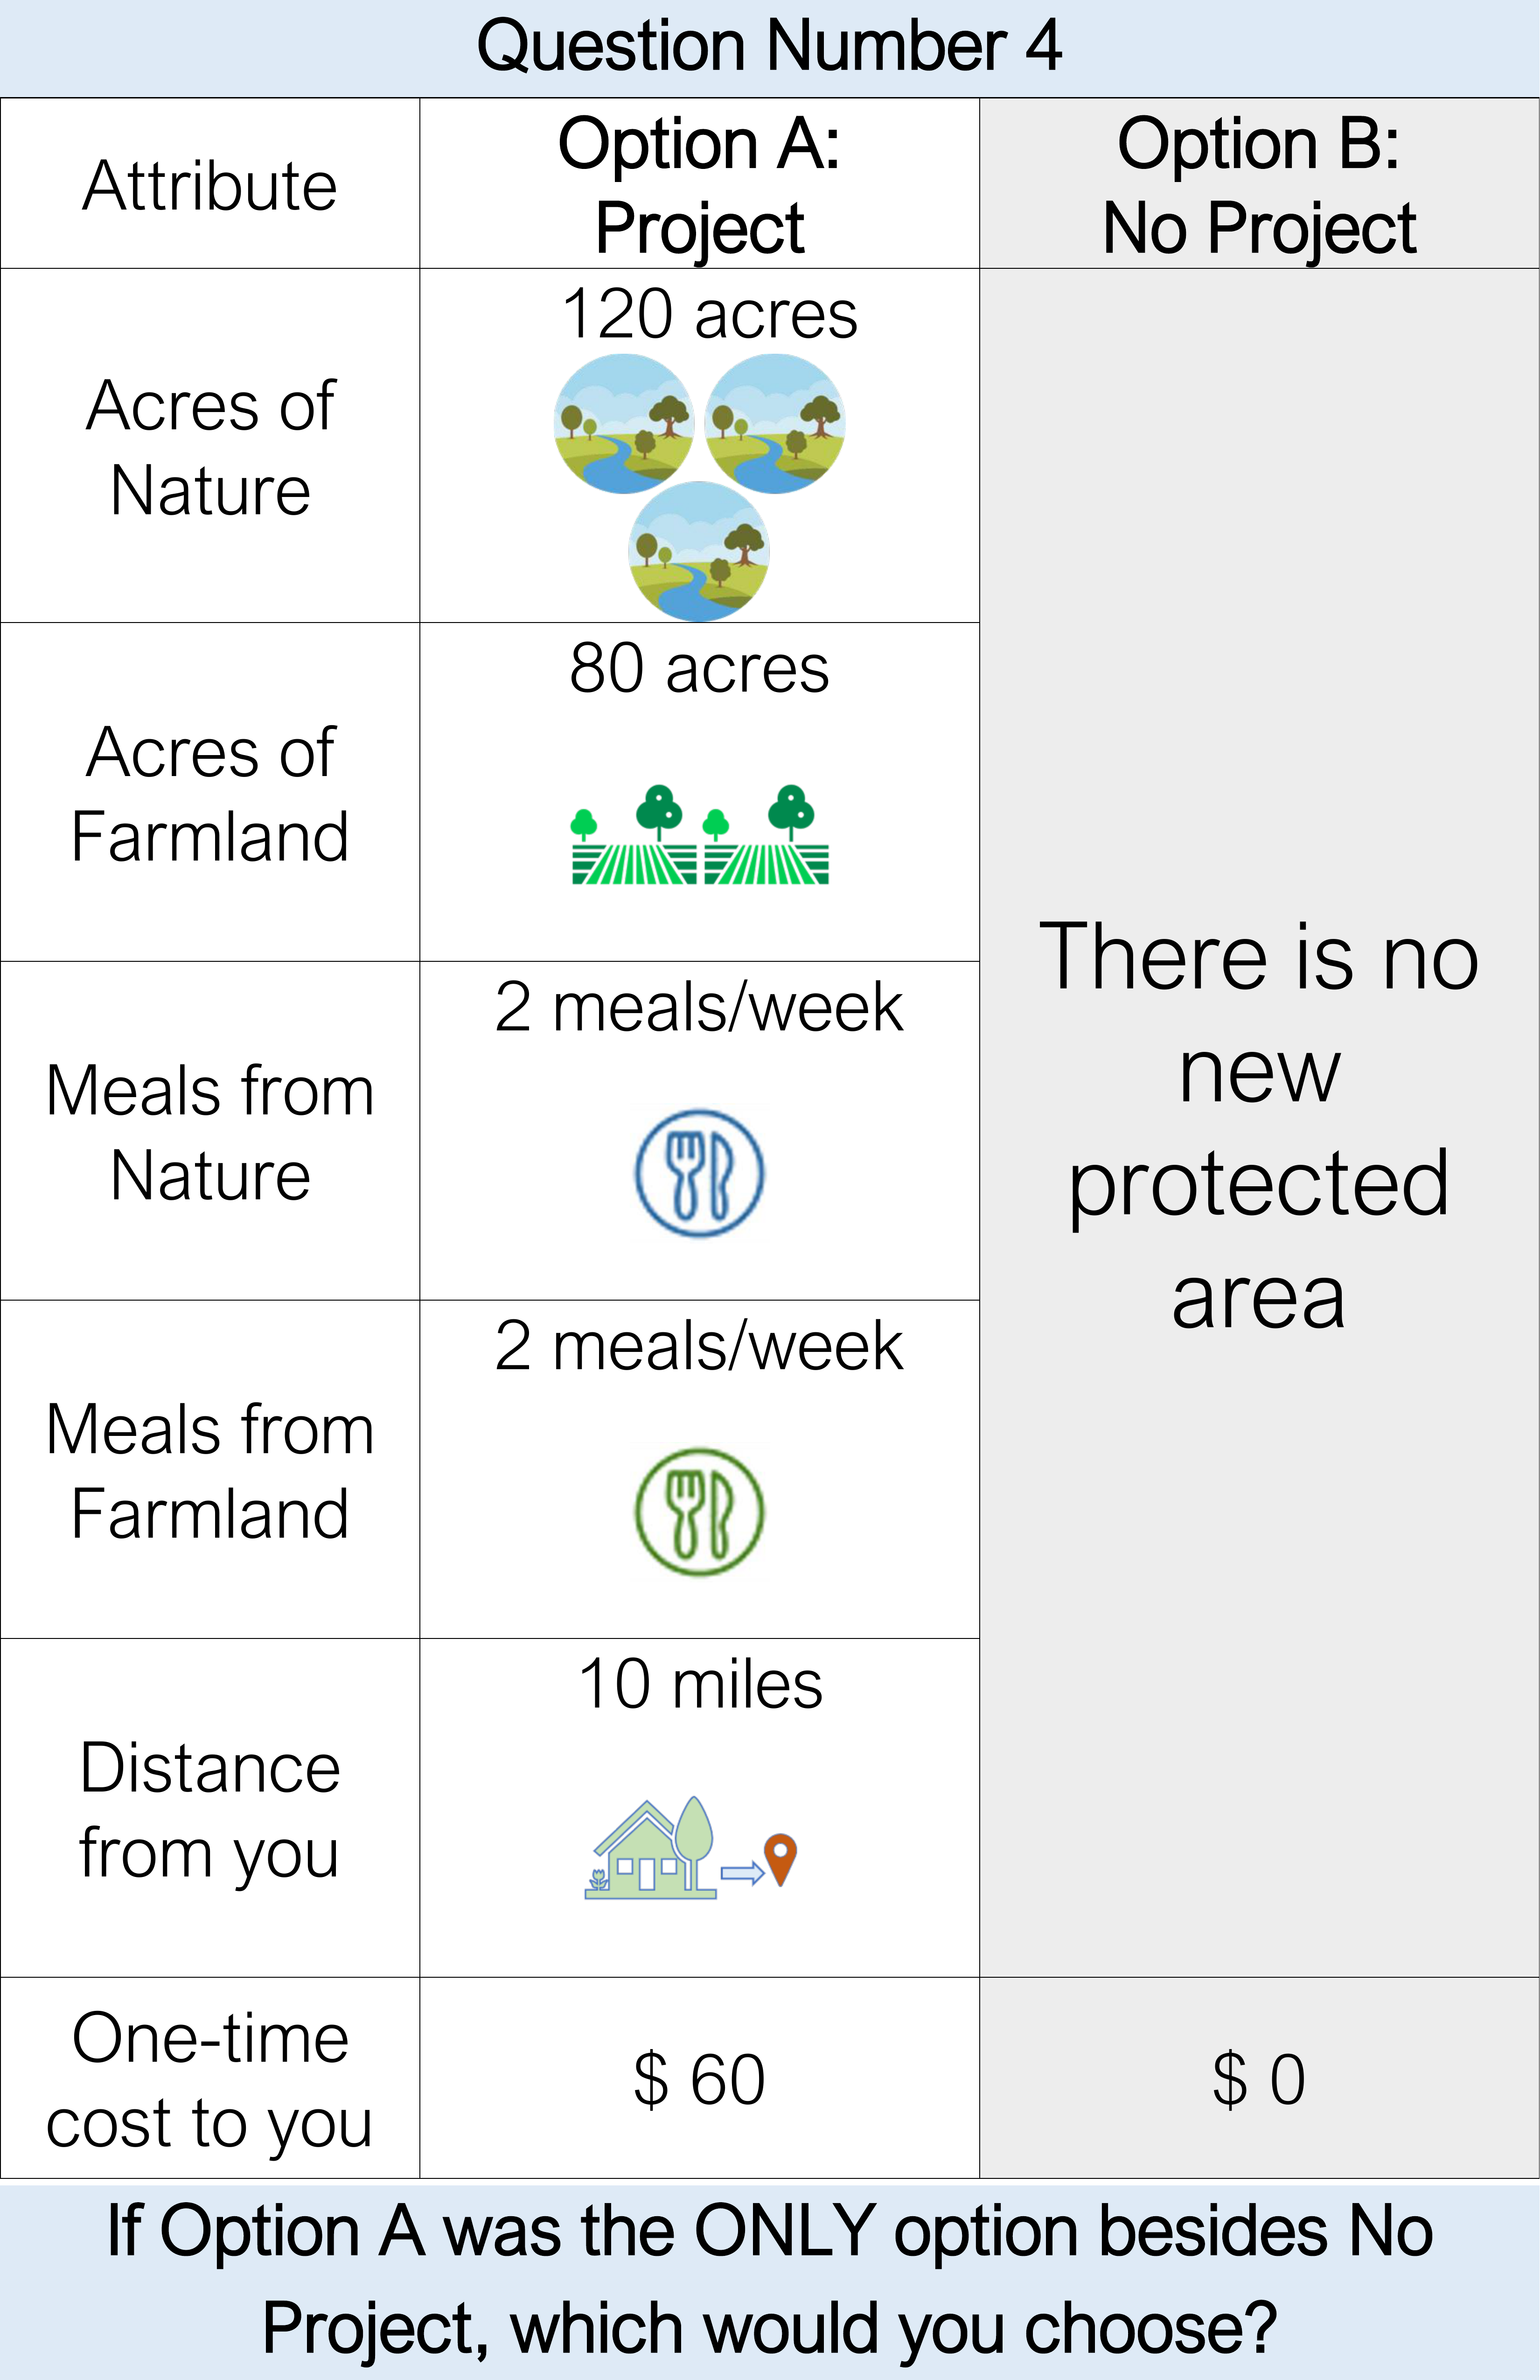 Question Number 4
Attribute
Option A:
Project
Option B:
No Project
Acres of
Nature
120 acres
Acres of
Farmland
80 acres
Meals from
Nature
2 meals/week
Meals from
Farmland
2 meals/week
Distance
from you
10 miles
There is no
new
protected
area
One-time
cost to you
$ 60
$ 0
If Option A was the ONLY option besides No
Project, which would you choose?